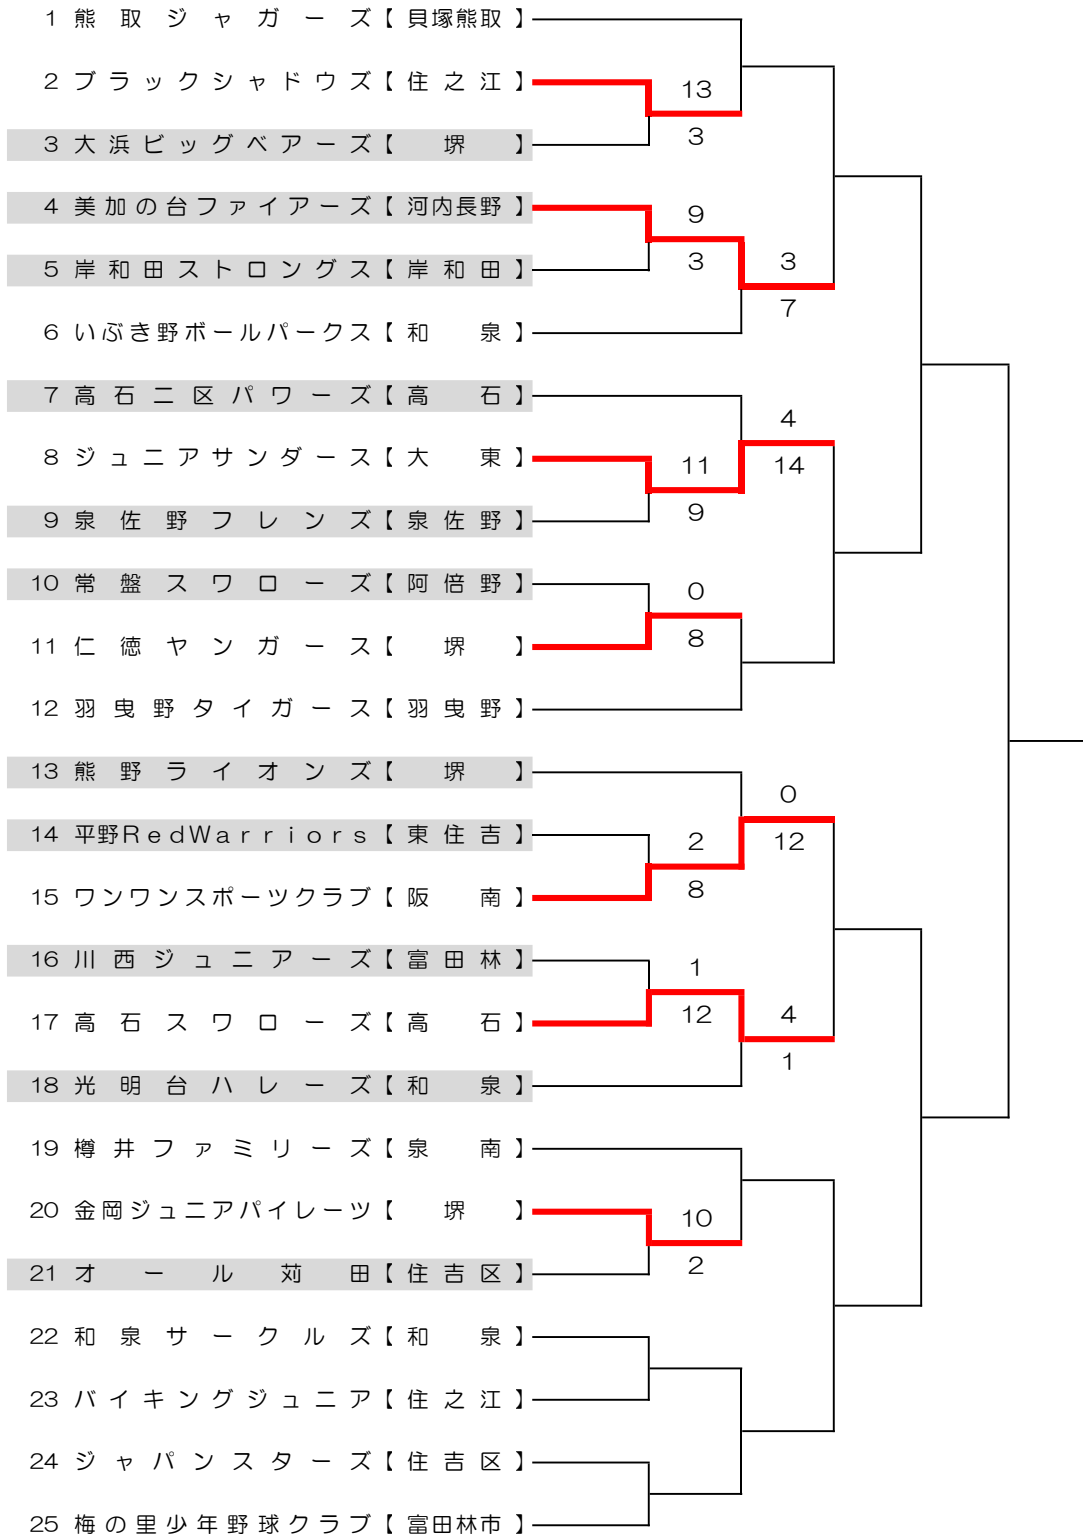 1 熊取ジャガーズ【貝塚熊取】
2 ブラックシャドウズ【住之江】
13
3 大浜ビッグベアーズ【堺】
3
4 美加の台ファイアーズ【河内長野】
9
5 岸和田ストロングス【岸和田】
3 3
7
6 いぶき野ボールパークス【和泉】
7 高石二区パワーズ【高石】
4
8 ジュニアサンダース【大東】
11 14
9 泉佐野フレンズ【泉佐野】
9
10 常盤スワローズ【阿倍野】
0
11 仁徳ヤンガース【堺】
8
12 羽曳野タイガース【羽曳野】
13 熊野ライオンズ【堺】
0
14 平野RedWarriors【東住吉】
2 12
15 ワンワンスポーツクラブ【阪南】
8
16 川西ジュニアーズ【富田林】
1
17 高石スワローズ【高石】
12 4
1
18 光明台ハレーズ【和泉】
19 樽井ファミリーズ【泉南】
20 金岡ジュニアパイレーツ【堺】
10
21 オール苅田【住吉区】
2
22 和泉サークルズ【和泉】
23 バイキングジュニア【住之江】
24 ジャパンスターズ【住吉区】
25 梅の里少年野球クラブ【富田林市】